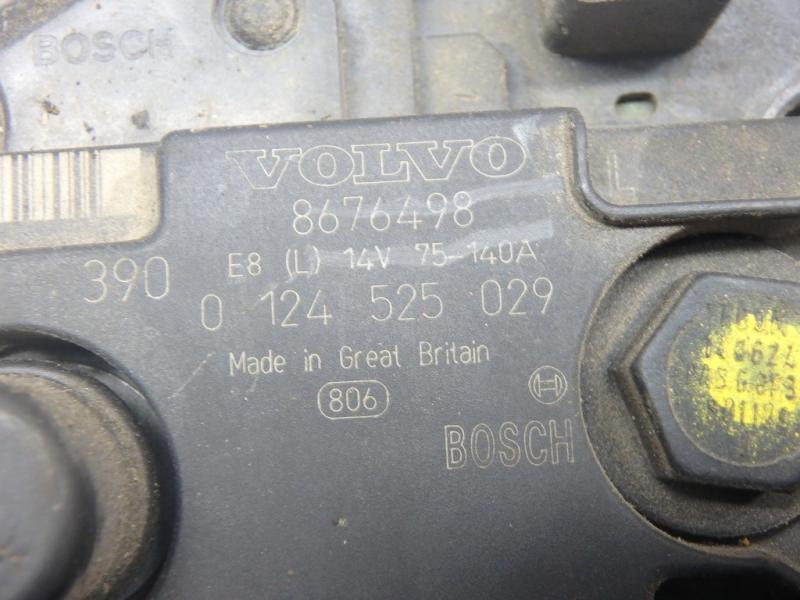 BOSCH
VOLVO
L
8676498
E8 (L) 14V 75-140A
390
0 124 525 029
Made in Great Britain
806
BOSCH